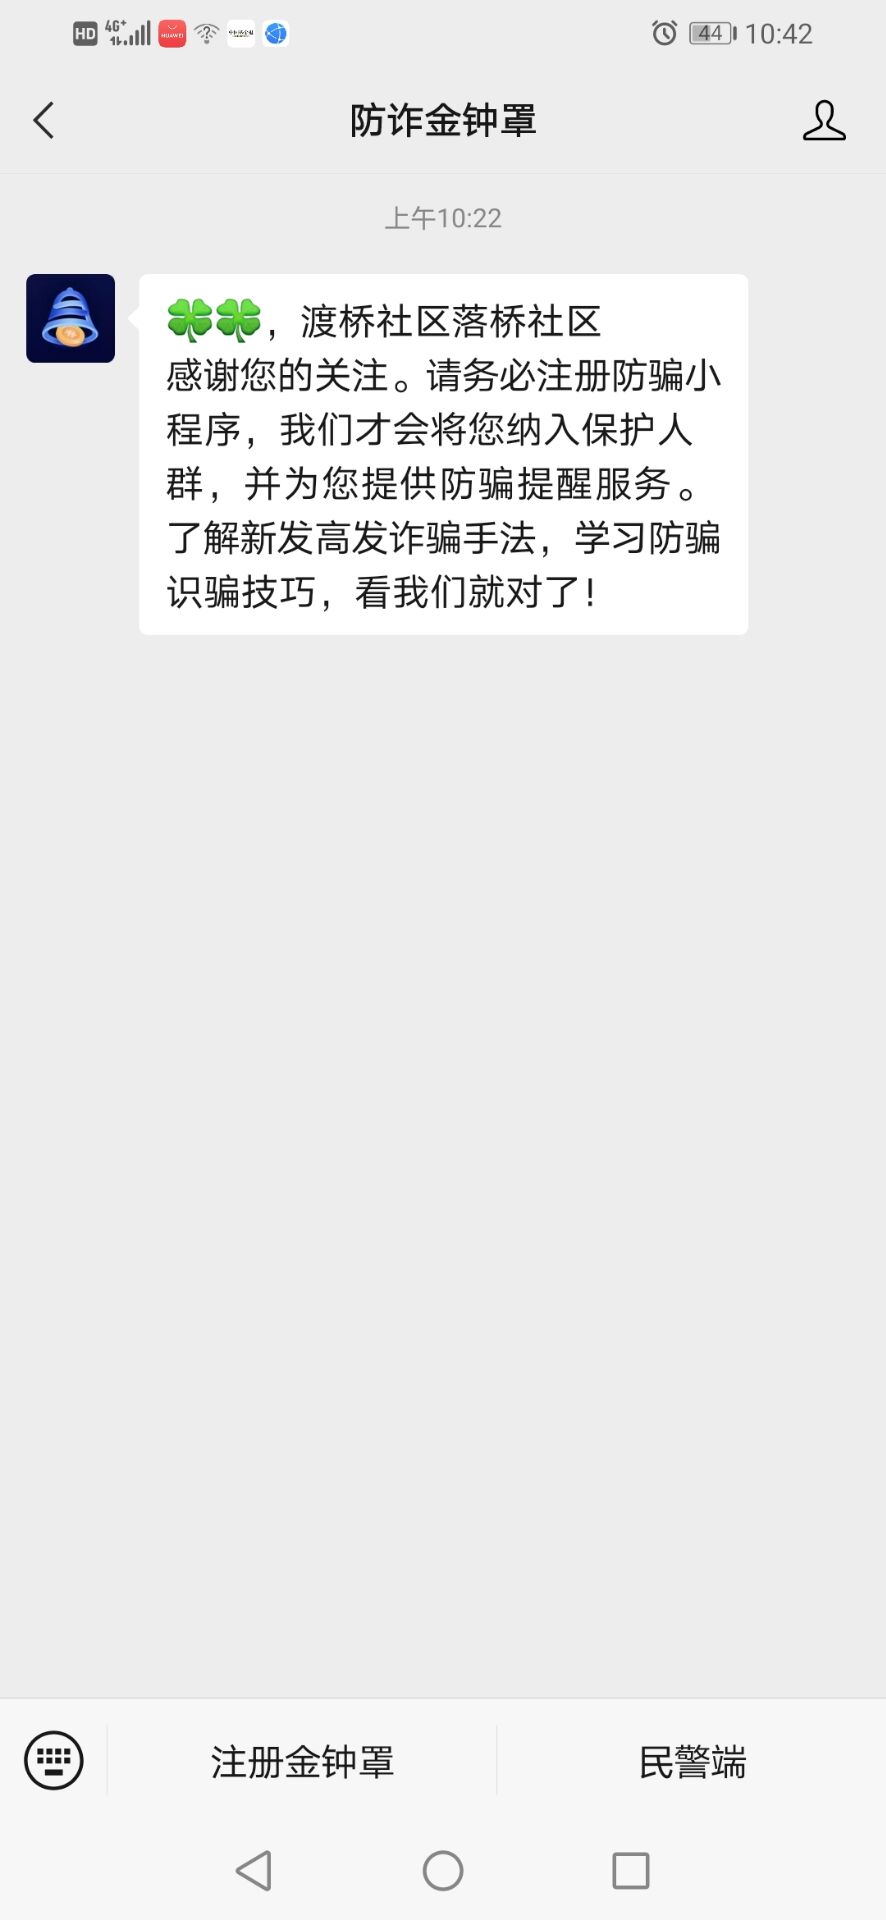 HD 4G+ HUAWEI 44 10:42
防诈金钟罩
上午10:22
🍀🍀，渡桥社区落桥社区
感谢您的关注。请务必注册防骗小
程序，我们才会将您纳入保护人
群，并为您提供防骗提醒服务。
了解新发高发诈骗手法，学习防骗
识骗技巧，看我们就对了！
注册金钟罩
民警端